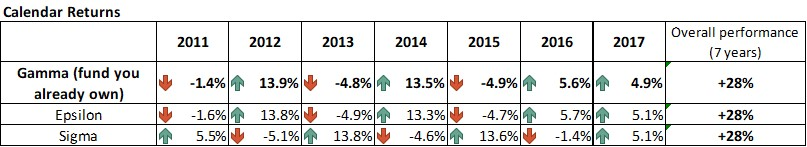 Calendar Returns
2011 2012 2013 2014 2015 2016 2017 Overall performance (7 years)
Gamma (fund you already own) -1.4% 13.9% -4.8% 13.5% -4.9% 5.6% 4.9% +28%
Epsilon -1.6% 13.8% -4.9% 13.3% -4.7% 5.7% 5.1% +28%
Sigma 5.5% -5.1% 13.8% -4.6% 13.6% -1.4% 5.1% +28%